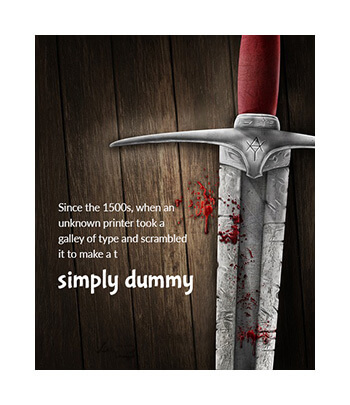 Since the 1500s, when an
unknown printer took a
galley of type and scrambled
it to make a t
simply dummy